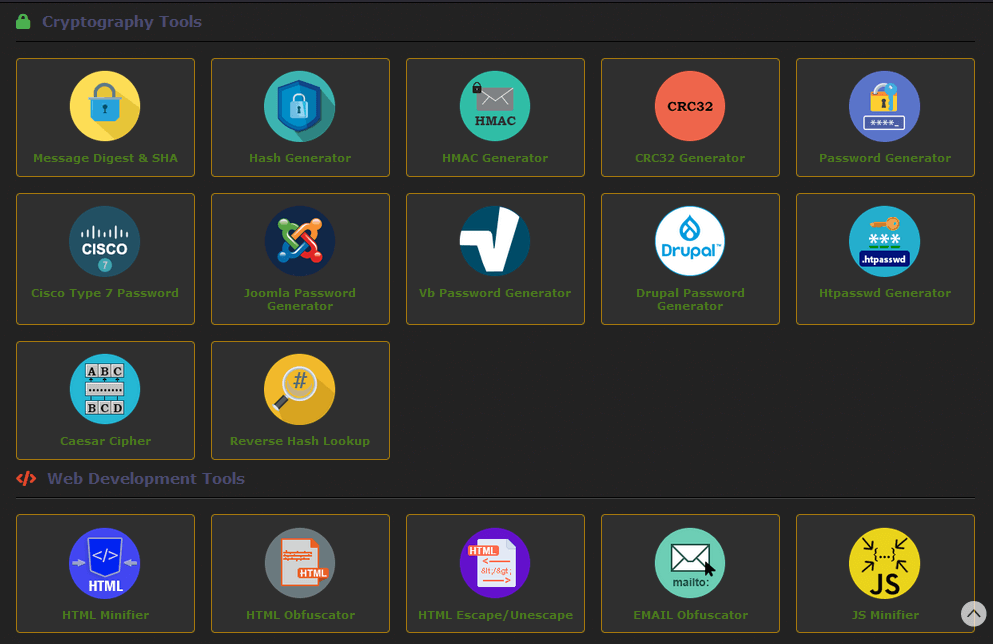 Cryptography Tools
CRC32
HMAC
****_
Message Digest & SHA
Hash Generator
HMAC Generator
CRC32 Generator
Password Generator
CISCO
7
Drupal™
***
.htpasswd
Cisco Type 7 Password
Joomla Password
Generator
Vb Password Generator
Drupal Password
Generator
Htpasswd Generator
A B C
B C D
#
Caesar Cipher
Reverse Hash Lookup
</> Web Development Tools
</>
HTML
HTML
HTML
<—
&lt;/&gt;
—>
mailto:
{...}
JS
HTML Minifier
HTML Obfuscator
HTML Escape/Unescape
EMAIL Obfuscator
JS Minifier